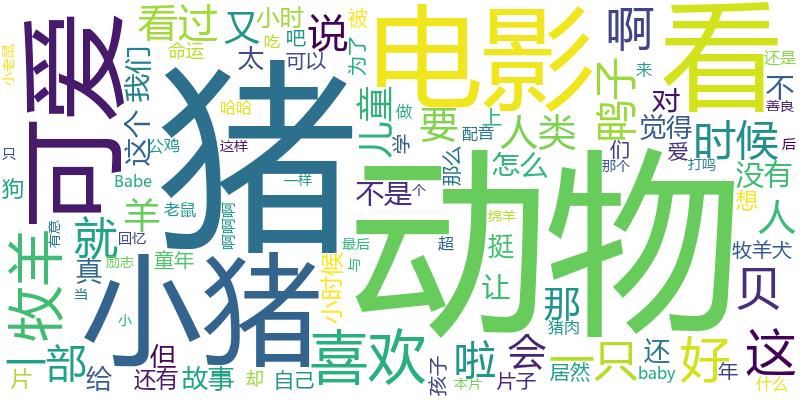 看过
又
小时
说
吧
被
电影
啊
看
小老鼠
命运
吃
太
可以
为了
还是
来
不
善良
可爱
我们
这个
哈哈
猪
儿童
做
要
上
鸭子
对
觉得
时候
只
公鸡
这样
学
配音
人类
们
爱
后
狗
Babe
一样
不是
个
那么
怎么
那个
打鸣
没有
羊
老鼠
啊啊啊
动物
想
人
牧羊
就
有意
回忆
绵羊
最后
超
挺
牧羊犬
真
励志
童年
小猪
小时候
与
让
那
贝
当
小
猪肉
一部
但
喜欢
啦
会
一只
还
好
这
片
给
还有
故事
却
自己
孩子
本片
片子
居然
baby
年
什么